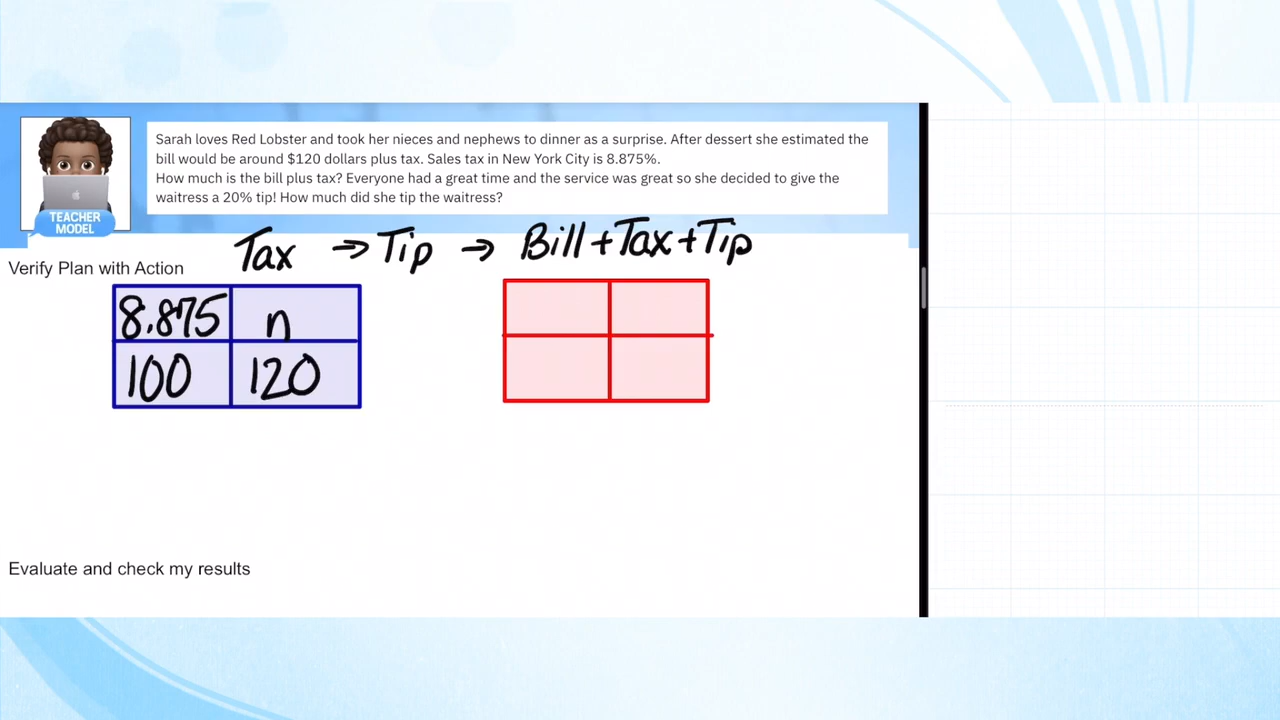 Sarah loves Red Lobster and took her nieces and nephews to dinner as a surprise. After dessert she estimated the
bill would be around $120 dollars plus tax. Sales tax in New York City is 8.875%.
How much is the bill plus tax? Everyone had a great time and the service was great so she decided to give the
waitress a 20% tip! How much did she tip the waitress?
TEACHER
MODEL
Tax → Tip → Bill+Tax+Tip
Verify Plan with Action
8.875 n
100 120
Evaluate and check my results